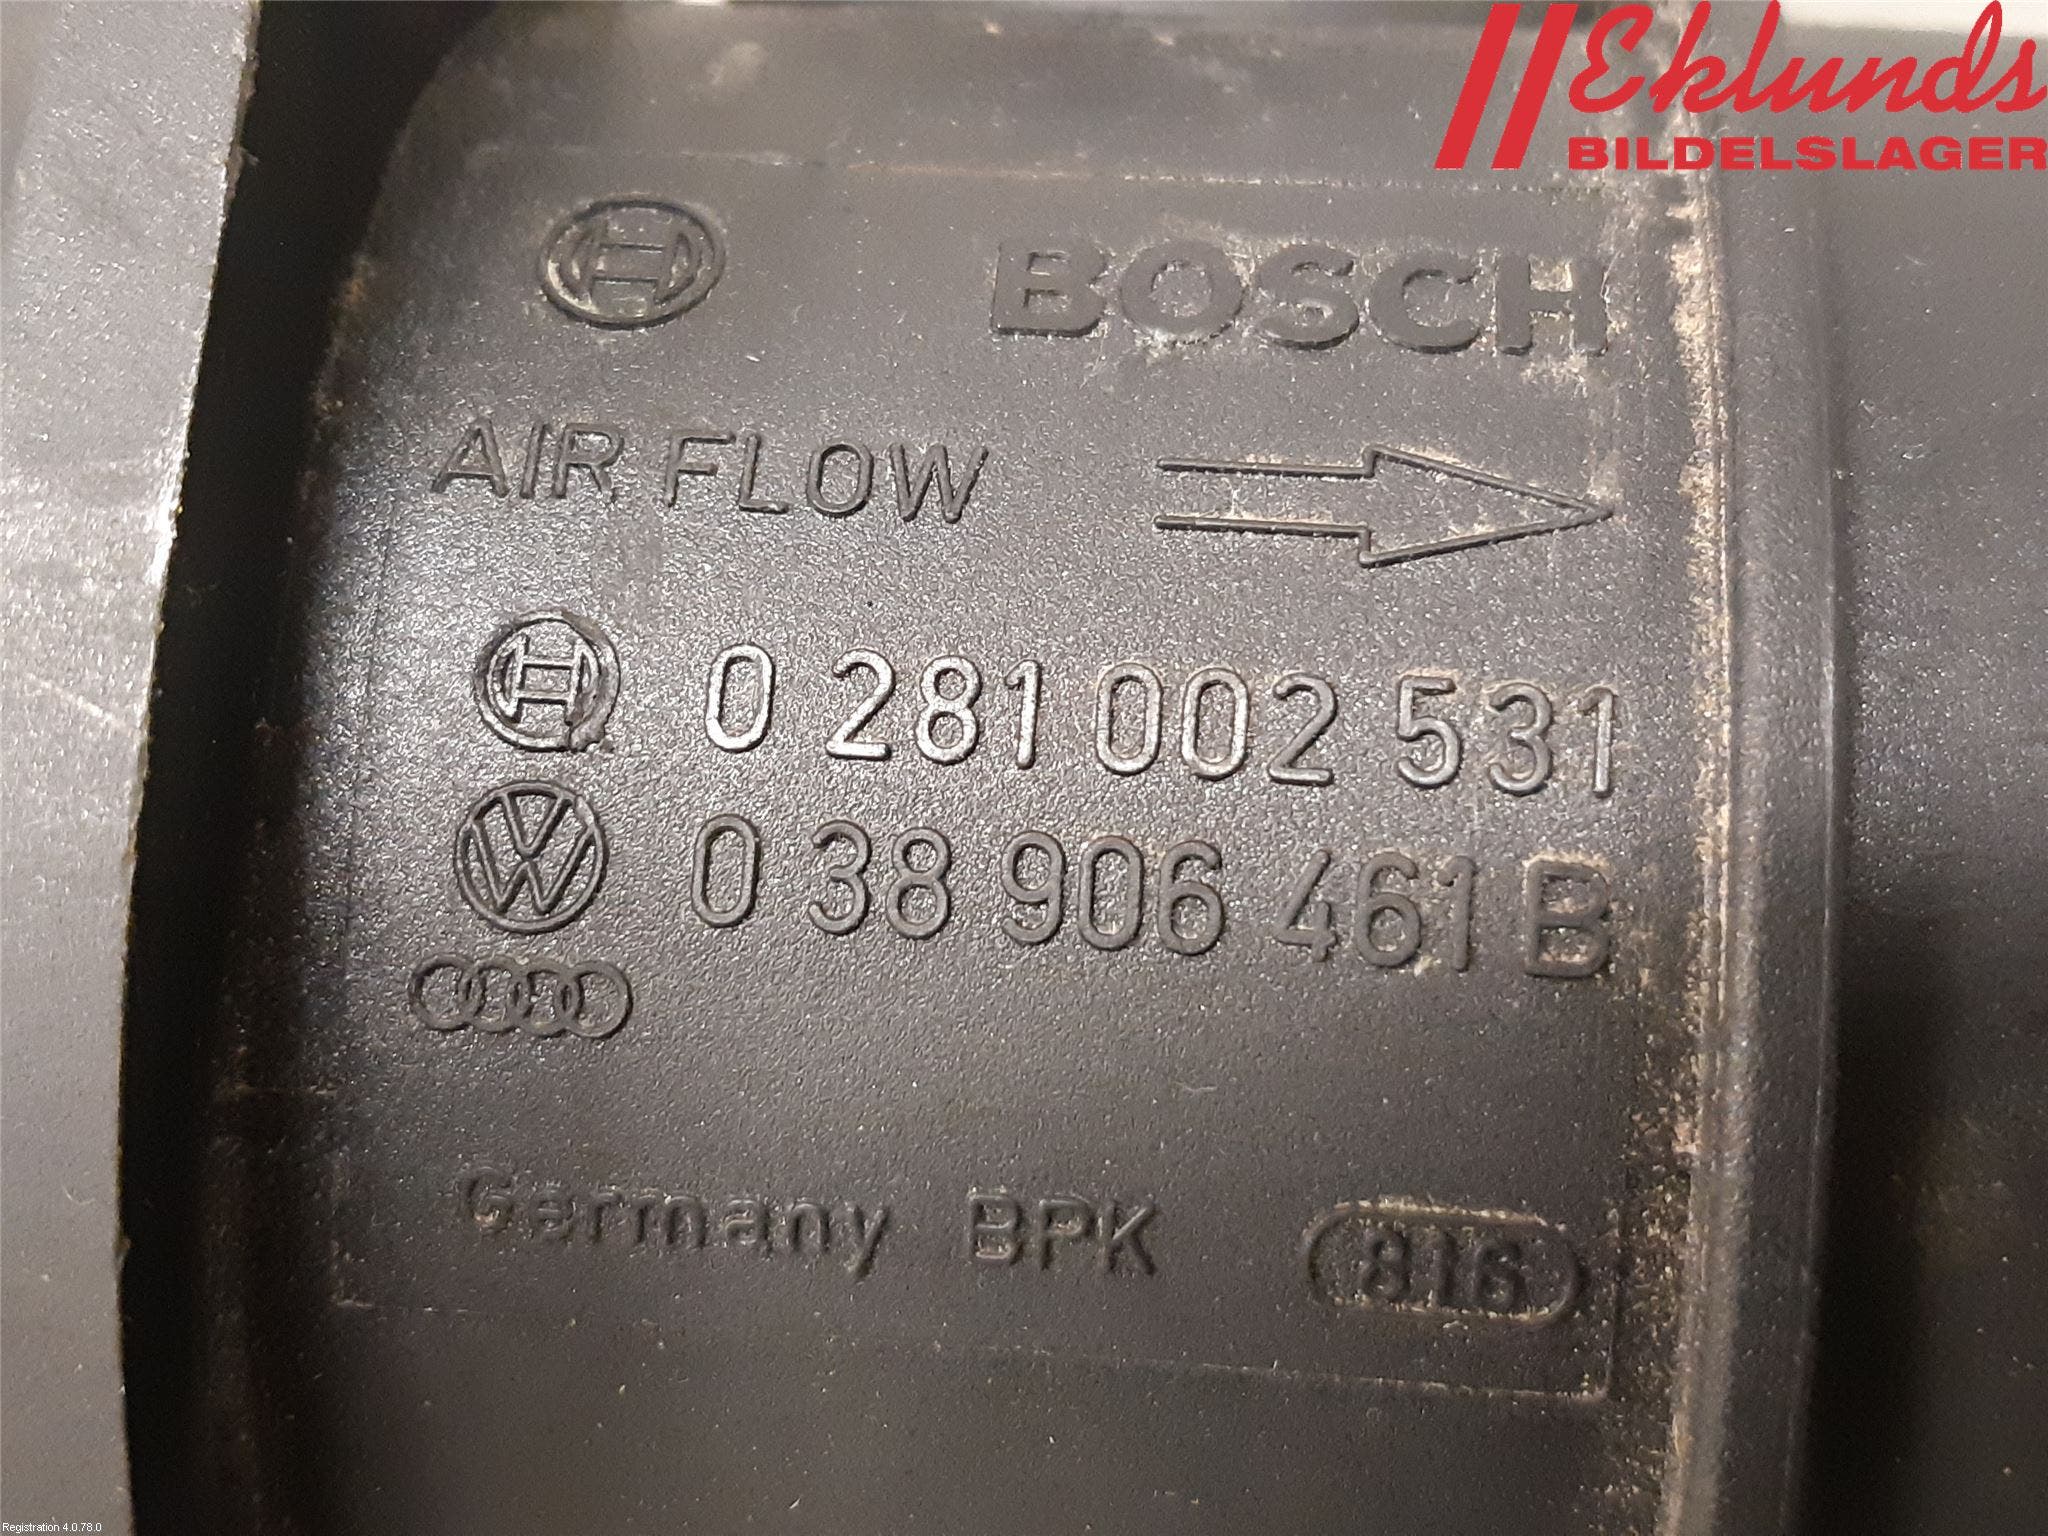 Eklunds
BILDELSLAGER
BOSCH
AIR FLOW
0 281 002 531
0 38 906 461 B
Germany BPK 816
Registration 4.0.78.0